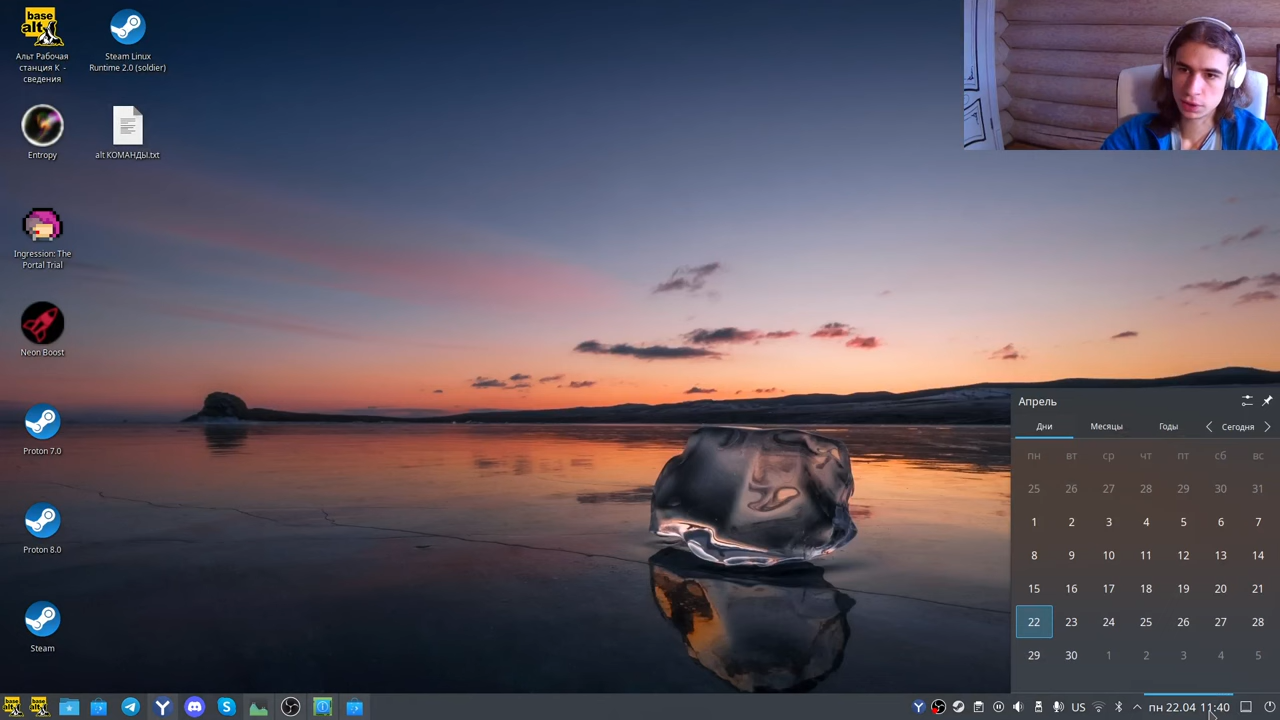 base
alt
Альт Рабочая
станция К -
сведения
Steam Linux
Runtime 2.0 (soldier)
Entropy
alt КОМАНДЫ.txt
Ingression: The
Portal Trial
Neon Boost
Proton 7.0
Proton 8.0
Steam
Апрель
Дни Месяцы Годы Сегодня
пн вт ср чт пт сб вс
25 26 27 28 29 30 31
1 2 3 4 5 6 7
8 9 10 11 12 13 14
15 16 17 18 19 20 21
22 23 24 25 26 27 28
29 30 1 2 3 4 5
base
alt
base
alt
US
пн 22.04 11:40